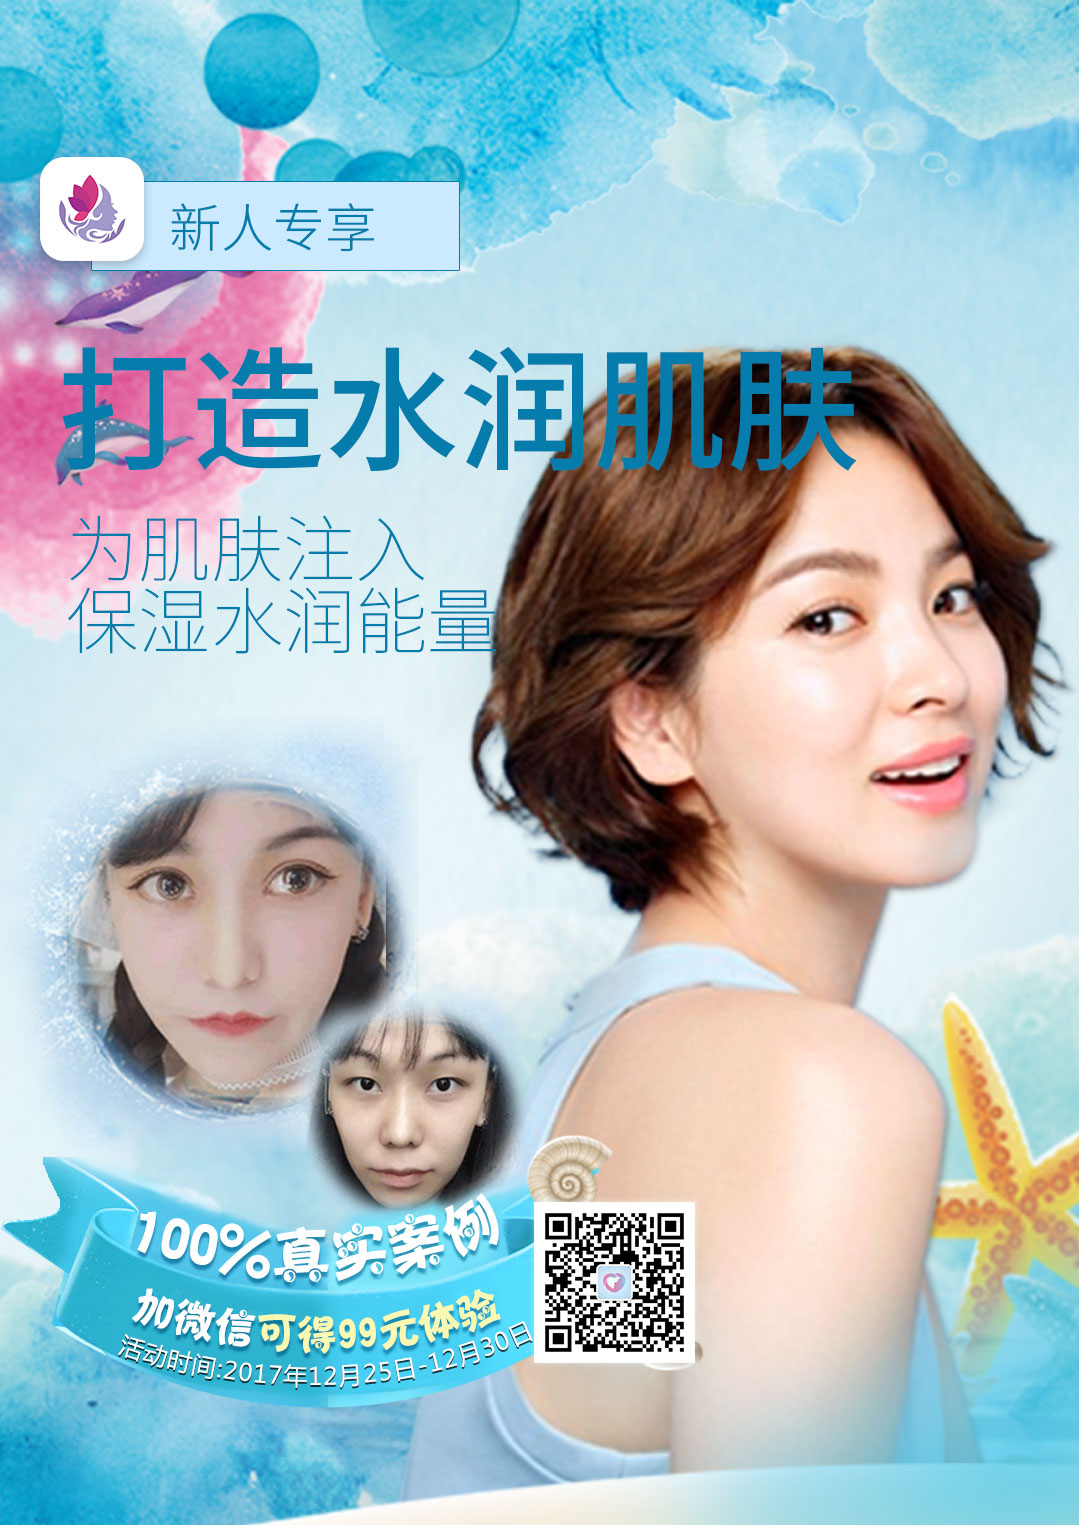 新人专享
打造水润肌肤
为肌肤注入
保湿水润能量
100%真实案例
加微信可得99元体验
活动时间:2017年12月25日-12月30日